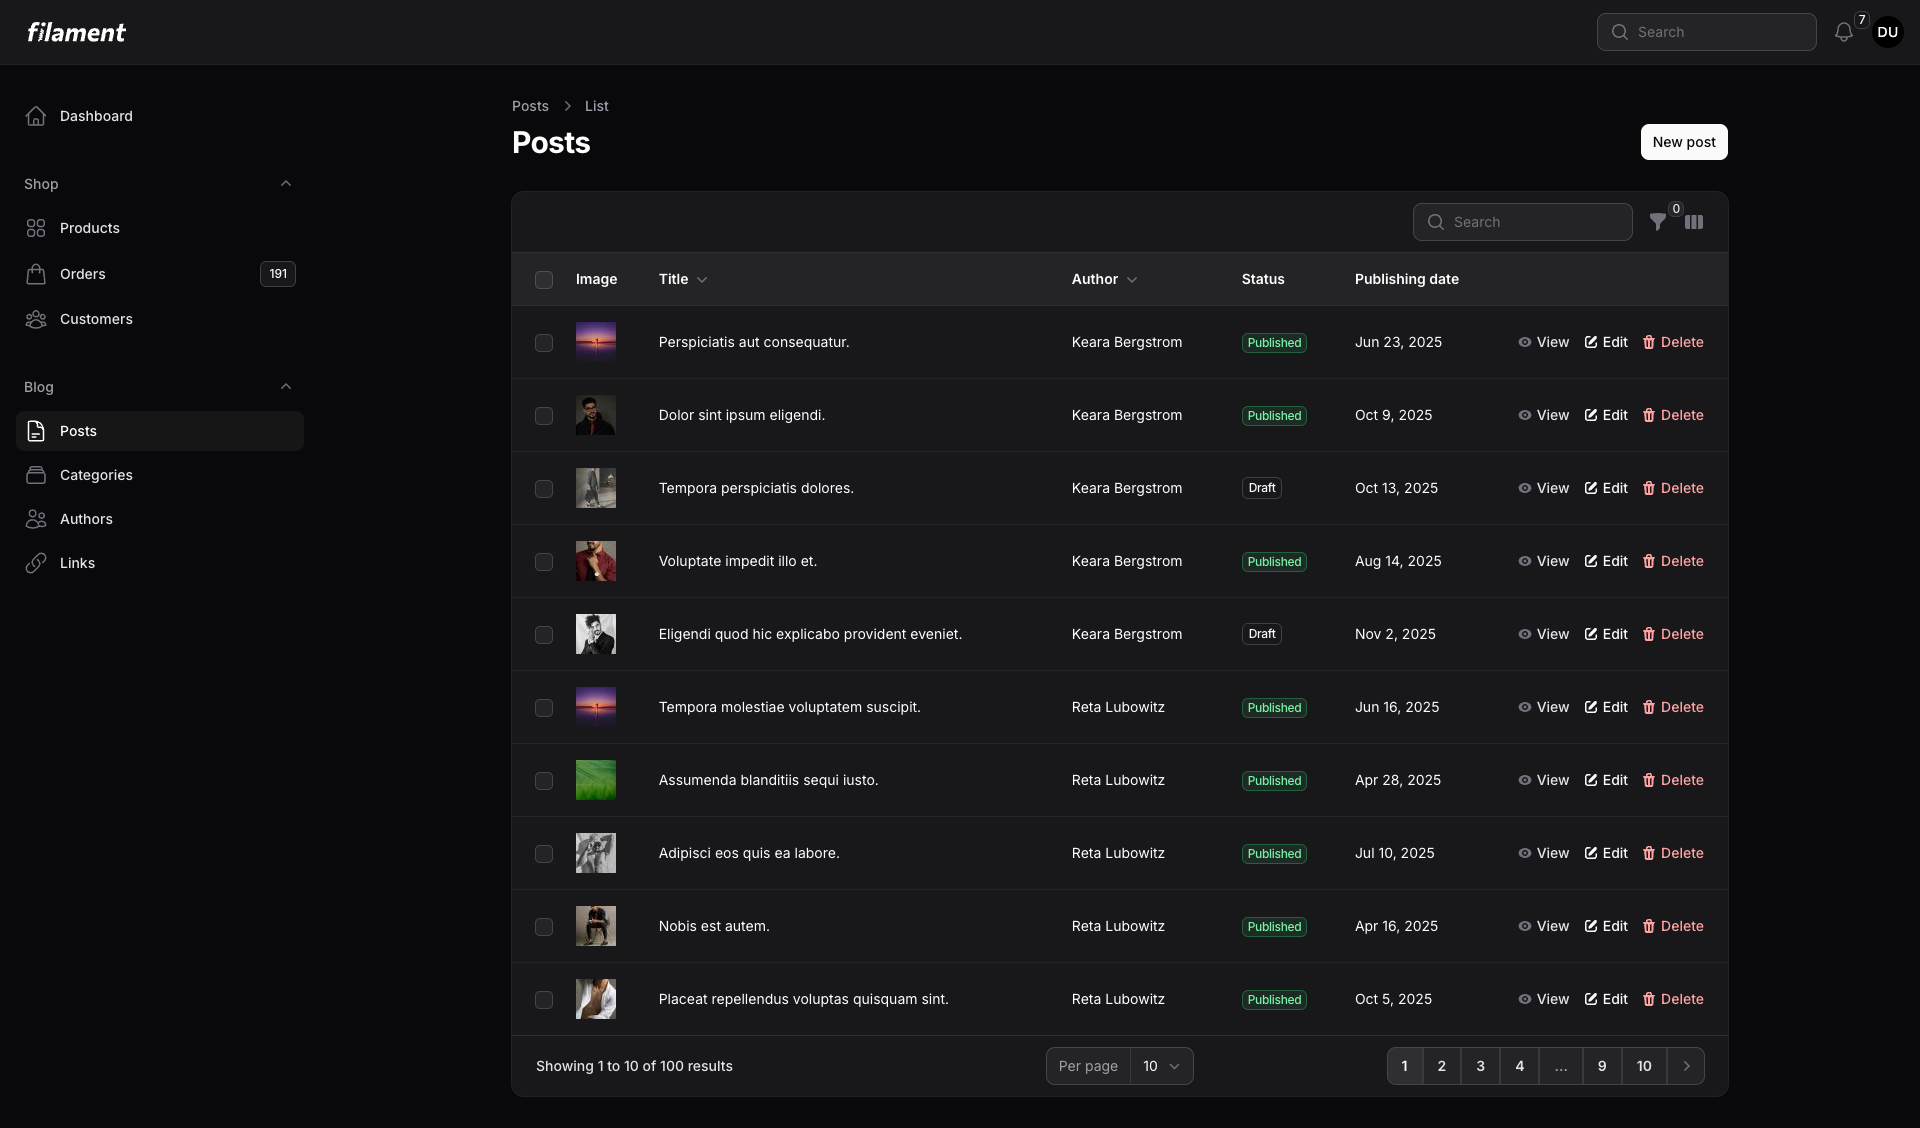 filament
Search
7
DU
Dashboard
Shop
Products
Orders 191
Customers
Blog
Posts
Categories
Authors
Links
Posts > List
Posts
New post
Search
0
Image Title Author Status Publishing date
Perspiciatis aut consequatur. Keara Bergstrom Published Jun 23, 2025 View Edit Delete
Dolor sint ipsum eligendi. Keara Bergstrom Published Oct 9, 2025 View Edit Delete
Tempora perspiciatis dolores. Keara Bergstrom Draft Oct 13, 2025 View Edit Delete
Voluptate impedit illo et. Keara Bergstrom Published Aug 14, 2025 View Edit Delete
Eligendi quod hic explicabo provident eveniet. Keara Bergstrom Draft Nov 2, 2025 View Edit Delete
Tempora molestiae voluptatem suscipit. Reta Lubowitz Published Jun 16, 2025 View Edit Delete
Assumenda blanditiis sequi iusto. Reta Lubowitz Published Apr 28, 2025 View Edit Delete
Adipisci eos quis ea labore. Reta Lubowitz Published Jul 10, 2025 View Edit Delete
Nobis est autem. Reta Lubowitz Published Apr 16, 2025 View Edit Delete
Placeat repellendus voluptas quisquam sint. Reta Lubowitz Published Oct 5, 2025 View Edit Delete
Showing 1 to 10 of 100 results Per page 10 1 2 3 4 ... 9 10